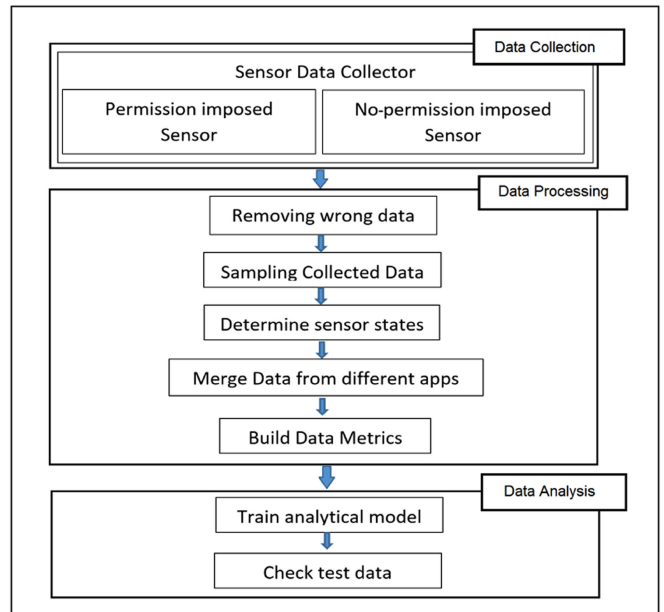 Data Collection
Sensor Data Collector
Permission imposed
Sensor
No-permission imposed
Sensor
Data Processing
Removing wrong data
Sampling Collected Data
Determine sensor states
Merge Data from different apps
Build Data Metrics
Data Analysis
Train analytical model
Check test data